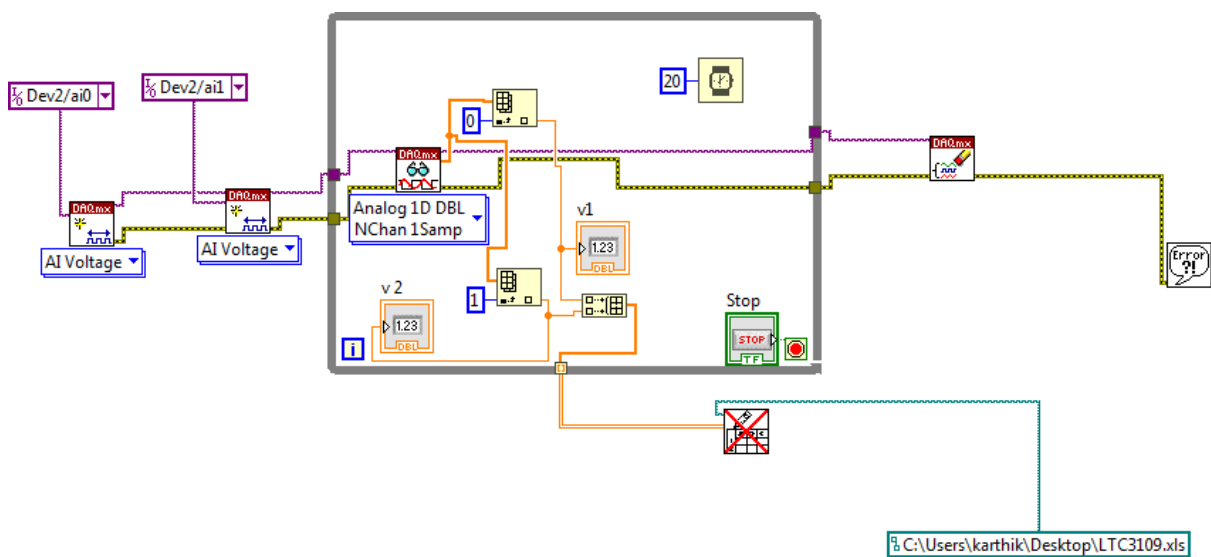 Dev2/ai0
Dev2/ai1
20
0
DAQmx
DAQmx
Analog 1D DBL
NChan 1Samp
v1
1.23
DBL
DAQmx
AI Voltage
DAQmx
AI Voltage
Error
?!
1
v 2
1.23
DBL
i
Stop
STOP
TF
C:\Users\karthik\Desktop\LTC3109.xls